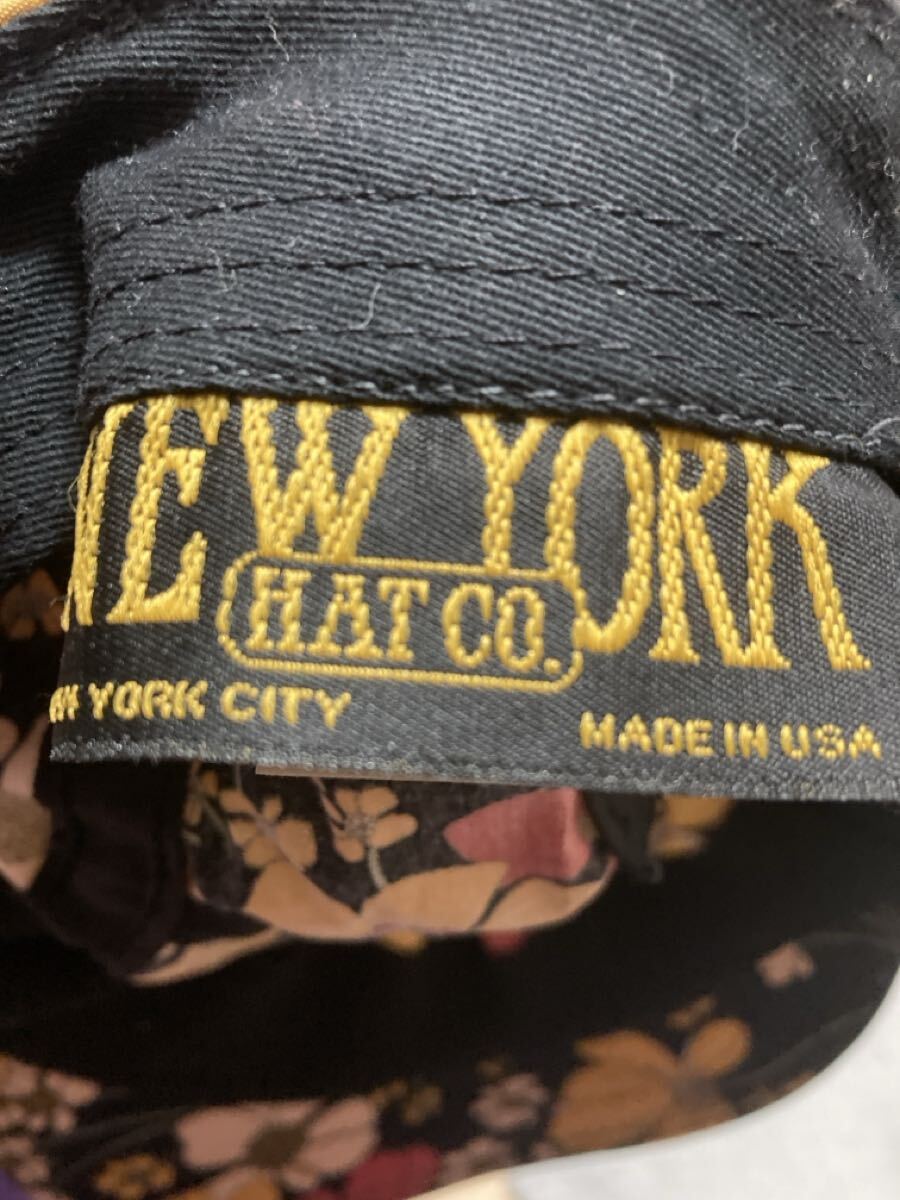 NEW YORK
HAT CO.
YORK CITY
MADE IN USA